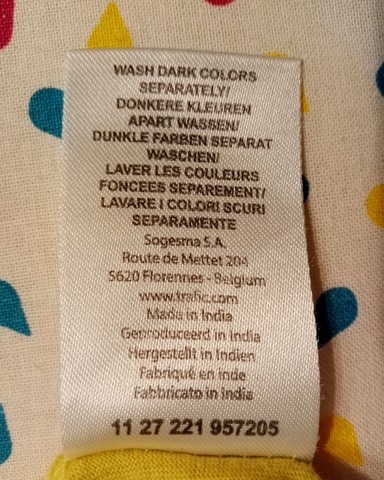 WASH DARK COLORS
SEPARATELY/
DONKERE KLEUREN
APART WASSEN/
DUNKLE FARBEN SEPARAT
WASCHEN/
LAVER LES COULEURS
FONCEES SEPAREMENT/
LAVARE I COLORI SCURI
SEPARAMENTE
Sogesma S.A.
Route de Mettet 204
5620 Florennes - Belgium
www.trafic.com
Made in India
Geproduceerd in India
Hergestellt in Indien
Fabriqué en inde
Fabbricato in India
11 27 221 957205